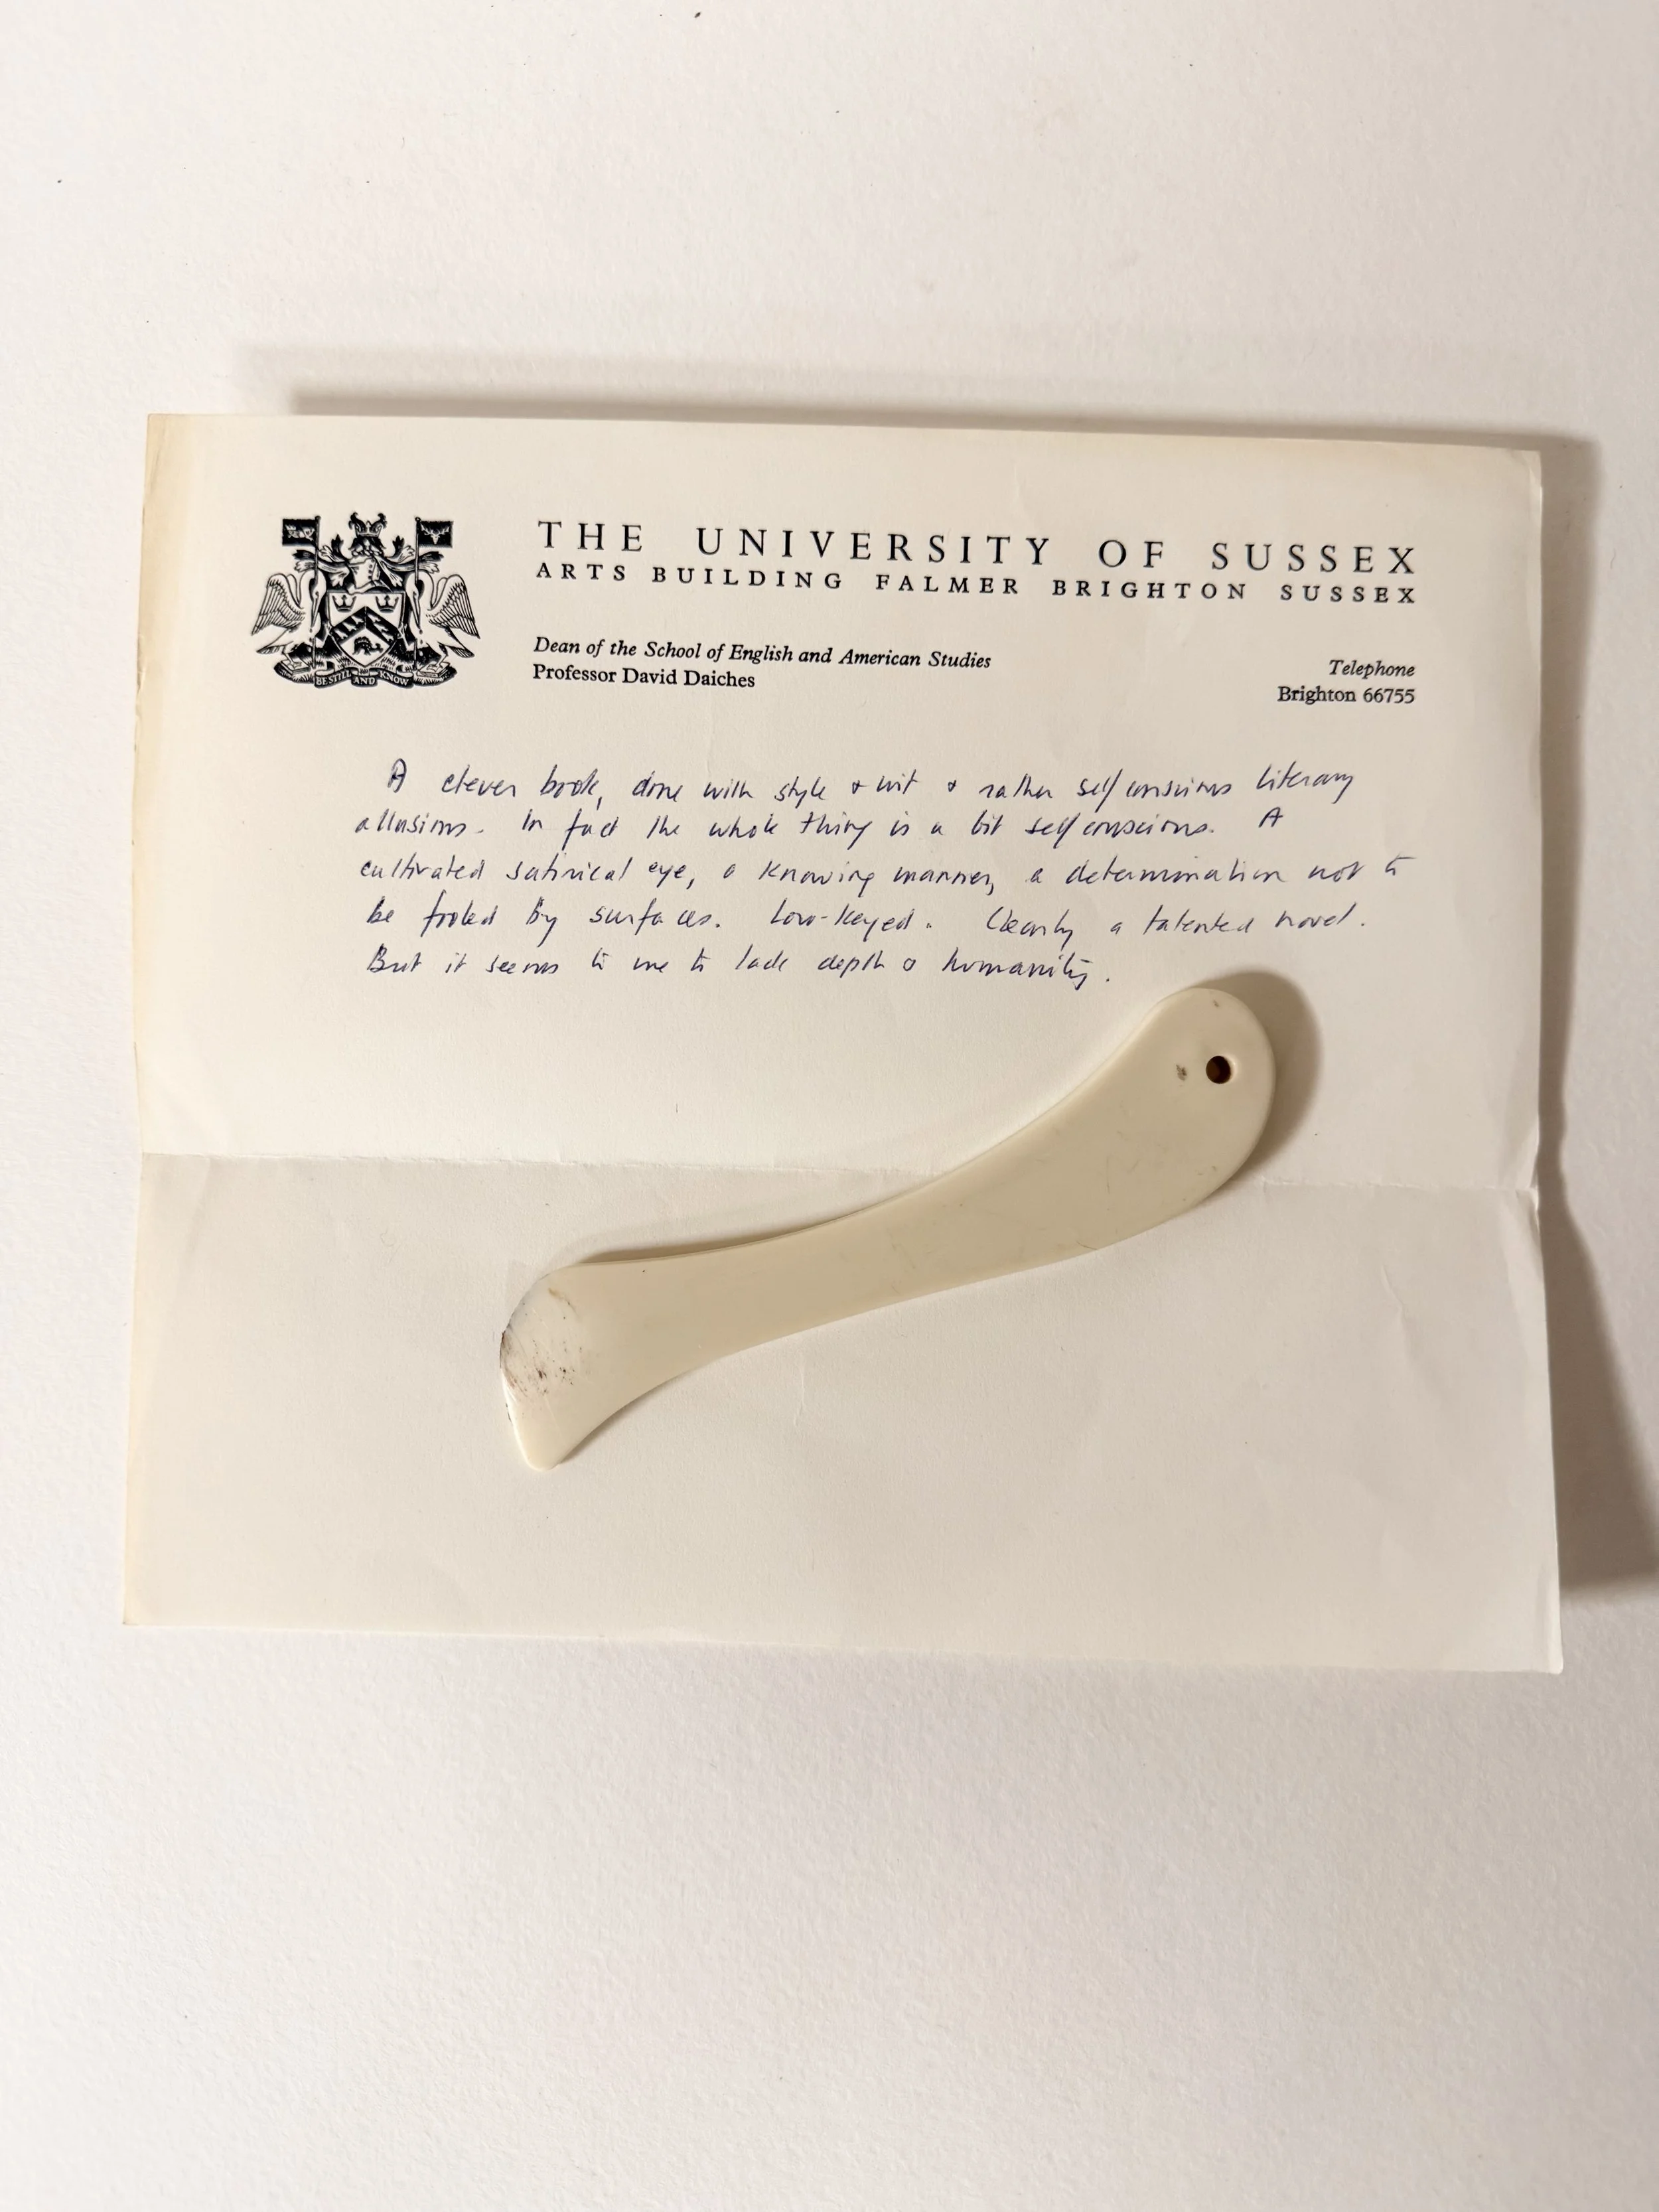 THE UNIVERSITY OF SUSSEX
ARTS BUILDING FALMER BRIGHTON SUSSEX
Dean of the School of English and American Studies
Professor David Daiches
Telephone
Brighton 66755
BE STILL AND KNOW
A clever book, done with style & wit & rather self conscious literary
allusions. In fact the whole thing is a bit self conscious. A
cultivated satirical eye, a knowing manner, a determination not to
be fooled by surfaces. Low-keyed. Clearly a talented novel.
But it seems to me to lack depth & humanity.